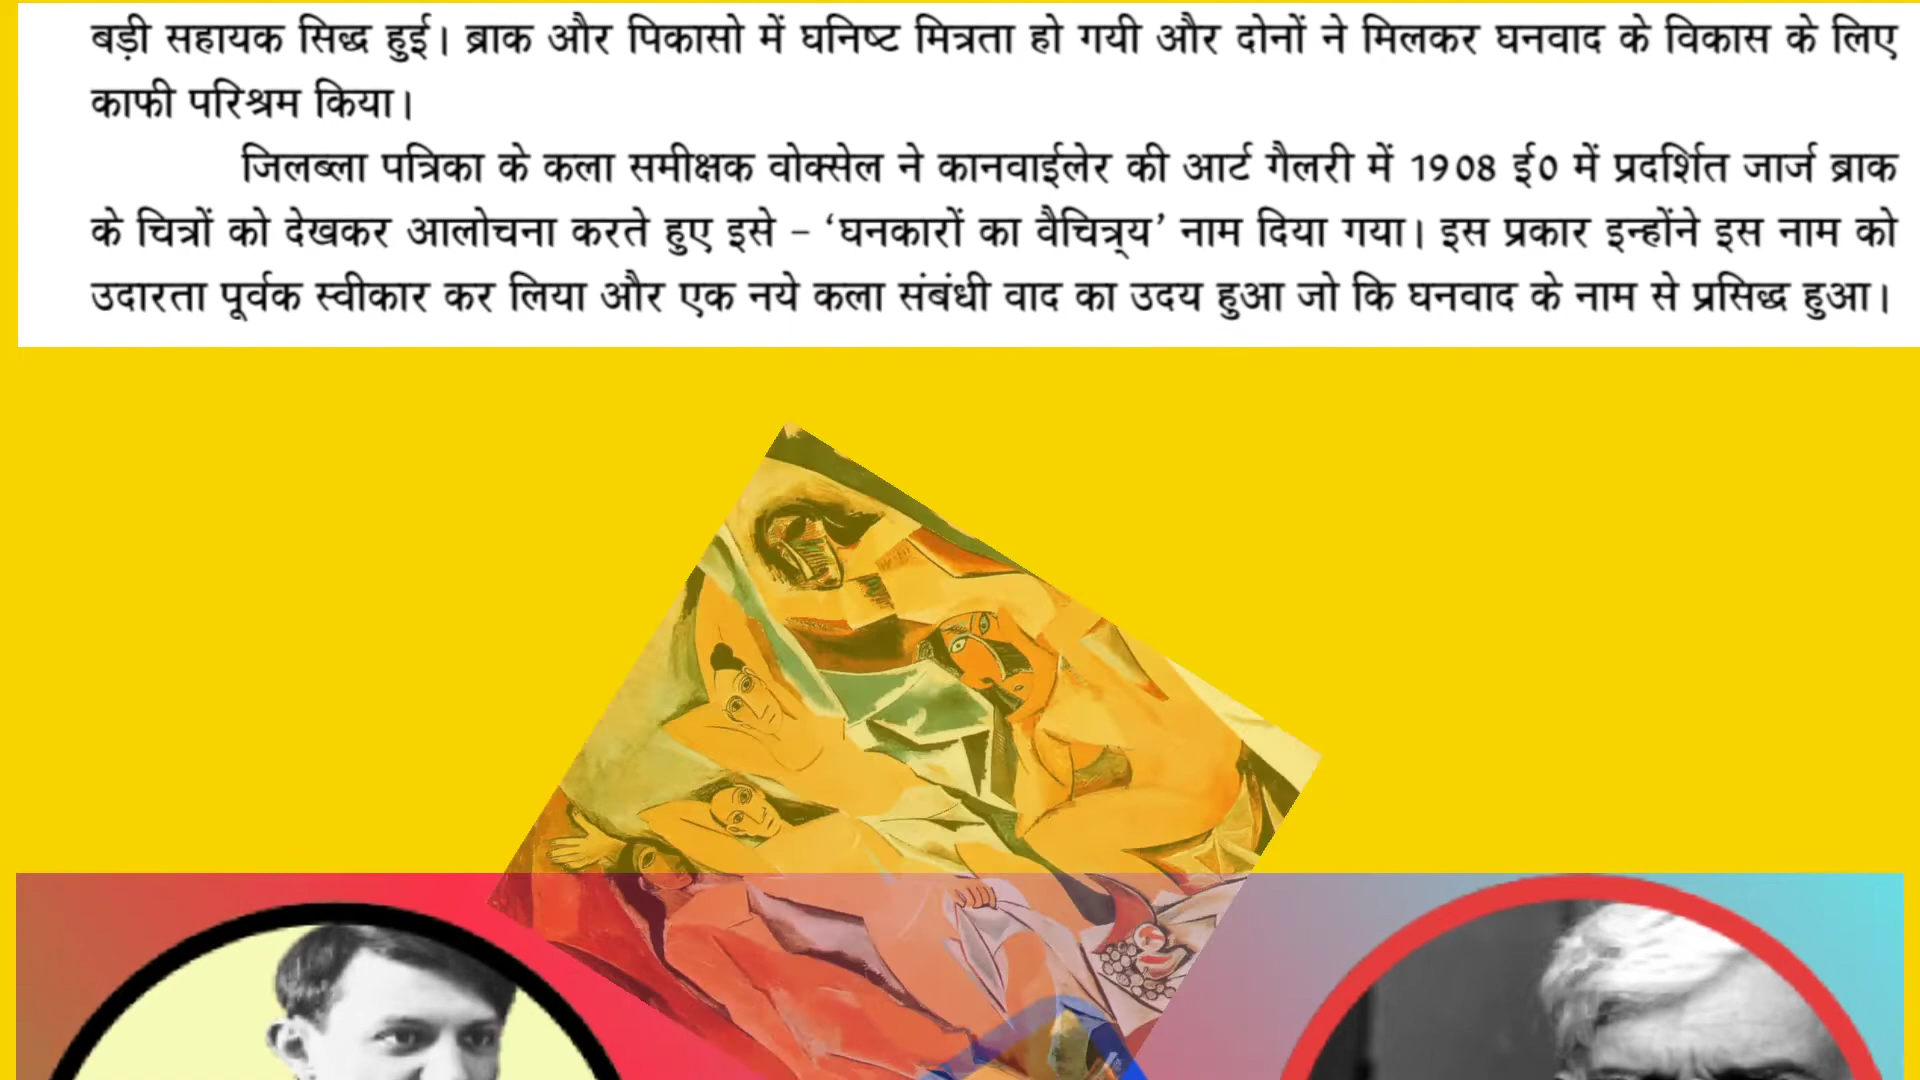 बड़ी सहायक सिद्ध हुई। ब्राक और पिकासो में घनिष्ट मित्रता हो गयी और दोनों ने मिलकर घनवाद के विकास के लिए
काफी परिश्रम किया।
जिलब्ला पत्रिका के कला समीक्षक वोक्सेल ने कानवाईलेर की आर्ट गैलरी में 1908 ई0 में प्रदर्शित जार्ज ब्राक
के चित्रों को देखकर आलोचना करते हुए इसे – ‘घनकारों का वैचित्र्य’ नाम दिया गया। इस प्रकार इन्होंने इस नाम को
उदारता पूर्वक स्वीकार कर लिया और एक नये कला संबंधी वाद का उदय हुआ जो कि घनवाद के नाम से प्रसिद्ध हुआ।